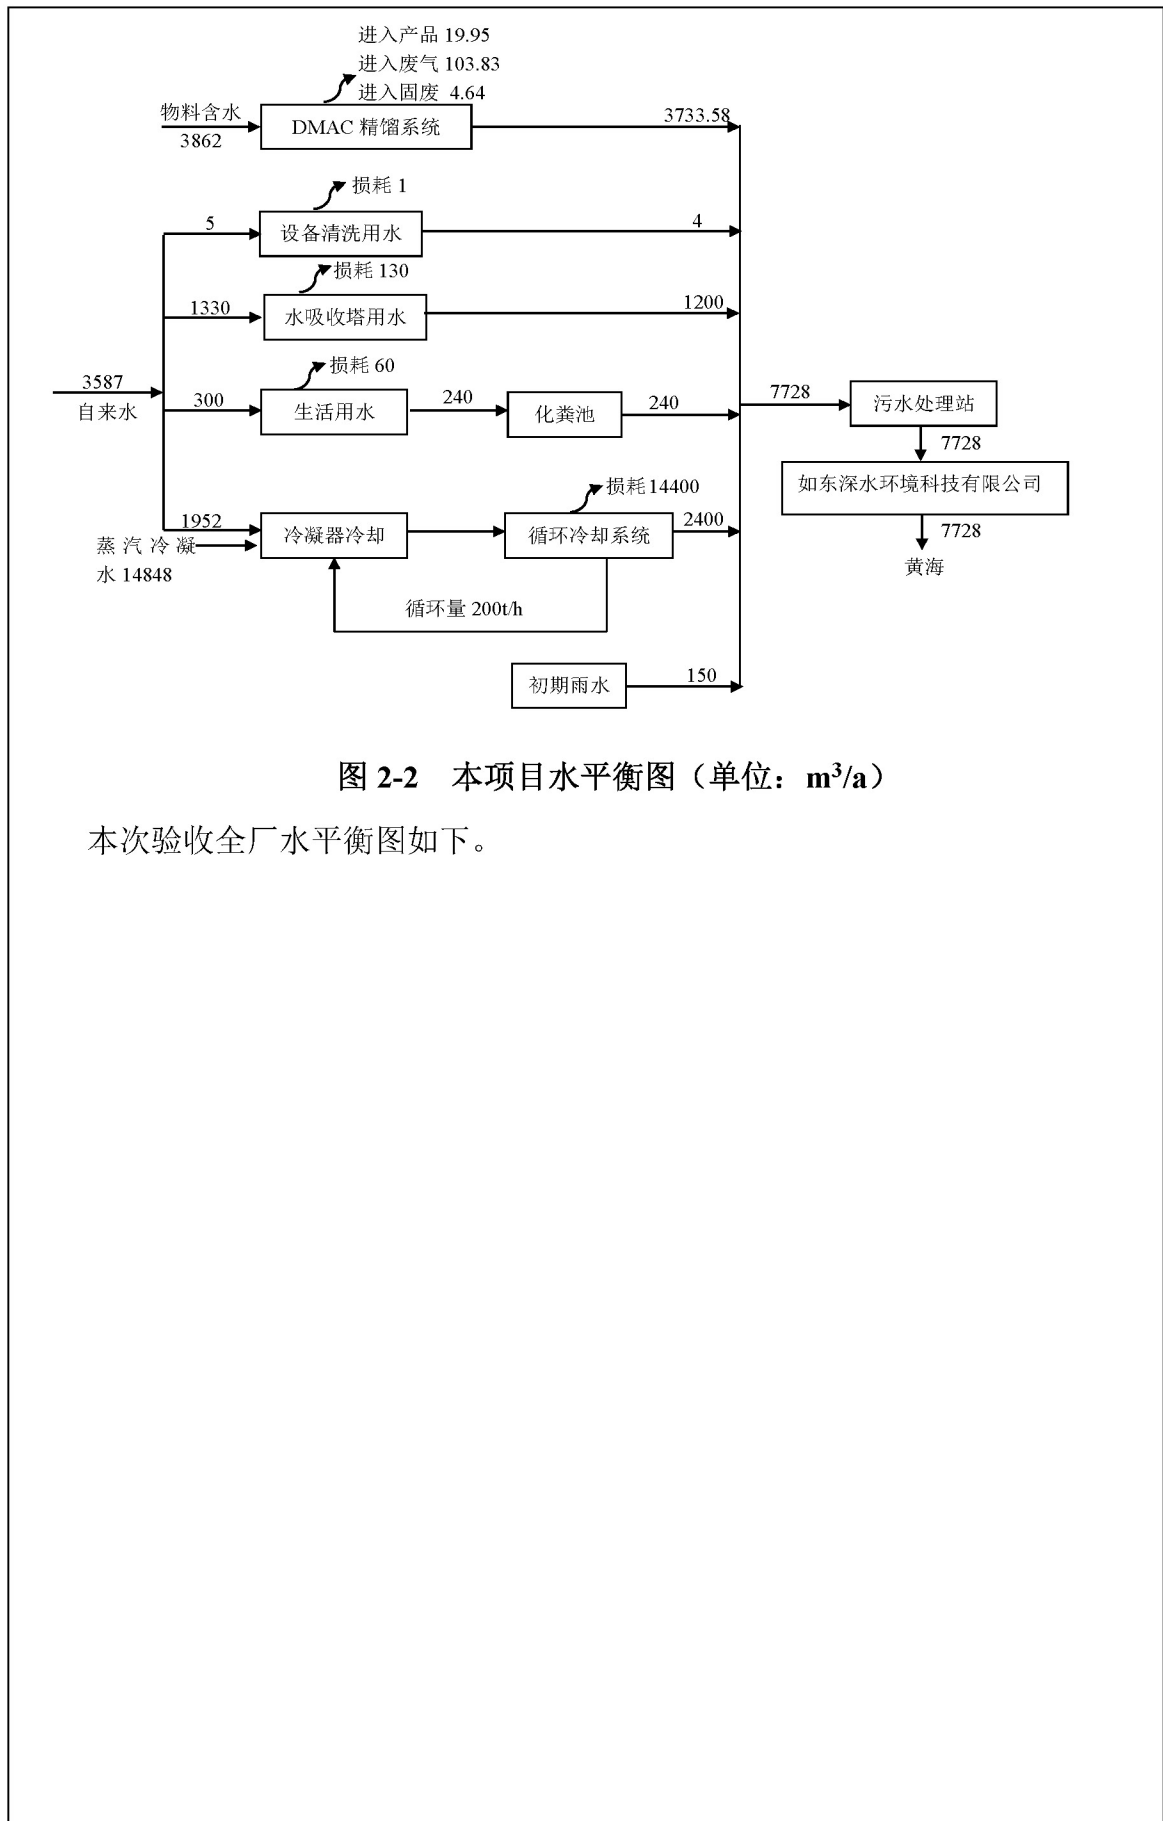 进入产品 19.95
进入废气 103.83
进入固废 4.64
物料含水
3862
DMAC 精馏系统
3733.58
损耗 1
5
设备清洗用水
4
损耗 130
1330
水吸收塔用水
1200
损耗 60
3587
自来水
300
生活用水
240
化粪池
240
7728
污水处理站
7728
如东深水环境科技有限公司
7728
黄海
损耗14400
1952
蒸汽冷凝
水 14848
冷凝器冷却
循环冷却系统
2400
循环量 200t/h
初期雨水
150
图 2-2 本项目水平衡图（单位：m³/a）
本次验收全厂水平衡图如下。